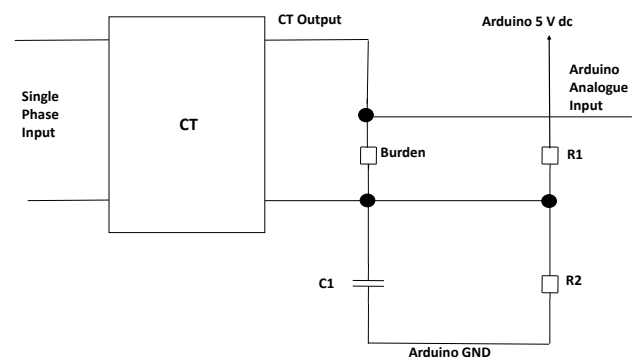 CT Output
Arduino 5 V dc
Arduino
Analogue
Input
Single
Phase
Input
CT
Burden
R1
C1
R2
Arduino GND